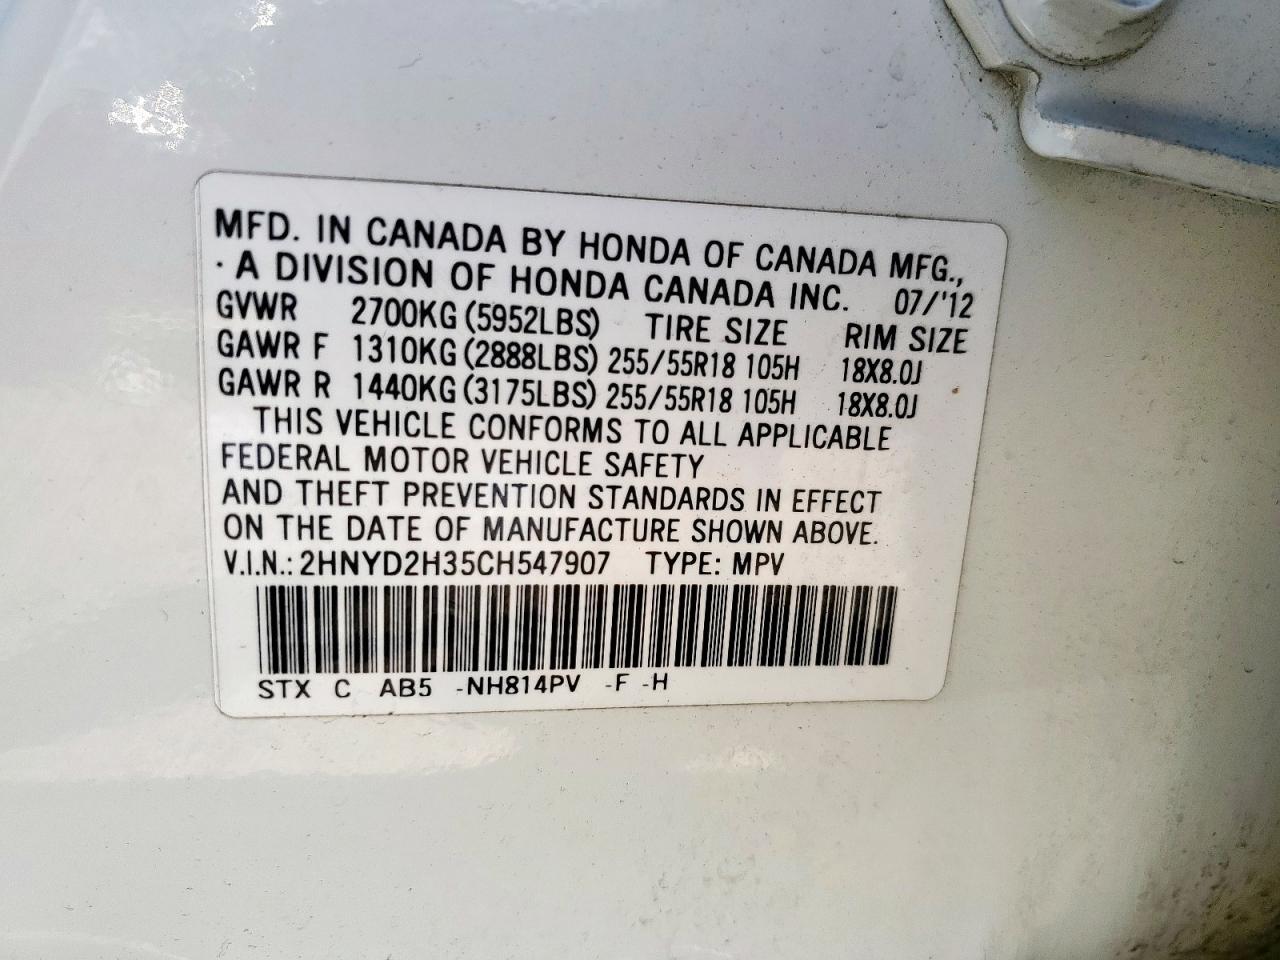 MFD. IN CANADA BY HONDA OF CANADA MFG.,
· A DIVISION OF HONDA CANADA INC. 07/'12
GVWR 2700KG (5952LBS) TIRE SIZE RIM SIZE
GAWR F 1310KG (2888LBS) 255/55R18 105H 18X8.0J
GAWR R 1440KG (3175LBS) 255/55R18 105H 18X8.0J
THIS VEHICLE CONFORMS TO ALL APPLICABLE
FEDERAL MOTOR VEHICLE SAFETY
AND THEFT PREVENTION STANDARDS IN EFFECT
ON THE DATE OF MANUFACTURE SHOWN ABOVE.
V.I.N.: 2HNYD2H35CH547907 TYPE: MPV
STX C AB5 -NH814PV -F -H